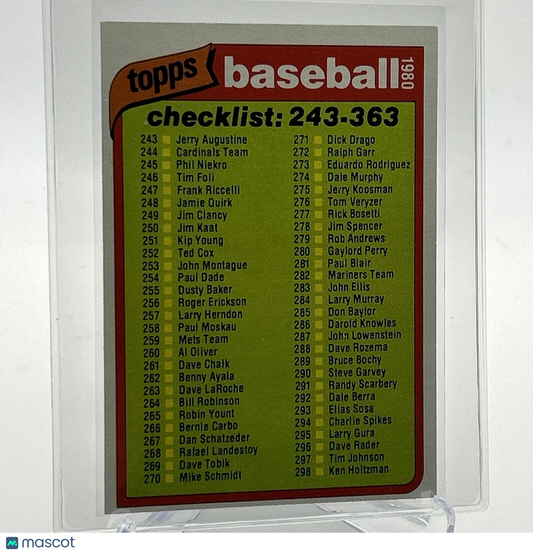 topps baseball 1980
checklist: 243-363
243 Jerry Augustine
244 Cardinals Team
245 Phil Niekro
246 Tim Foli
247 Frank Riccelli
248 Jamie Quirk
249 Jim Clancy
250 Jim Kaat
251 Kip Young
252 Ted Cox
253 John Montague
254 Paul Dade
255 Dusty Baker
256 Roger Erickson
257 Larry Herndon
258 Paul Moskau
259 Mets Team
260 Al Oliver
261 Dave Chalk
262 Benny Ayala
263 Dave LaRoche
264 Bill Robinson
265 Robin Yount
266 Bernie Carbo
267 Dan Schatzeder
268 Rafael Landestoy
269 Dave Tobik
270 Mike Schmidt
271 Dick Drago
272 Ralph Garr
273 Eduardo Rodriguez
274 Dale Murphy
275 Jerry Koosman
276 Tom Veryzer
277 Rick Bosetti
278 Jim Spencer
279 Rob Andrews
280 Gaylord Perry
281 Paul Blair
282 Mariners Team
283 John Ellis
284 Larry Murray
285 Don Baylor
286 Darold Knowles
287 John Lowenstein
288 Dave Rozema
289 Bruce Bochy
290 Steve Garvey
291 Randy Scarbery
292 Dale Berra
293 Elias Sosa
294 Charlie Spikes
295 Larry Gura
296 Dave Rader
297 Tim Johnson
298 Ken Holtzman
mascot